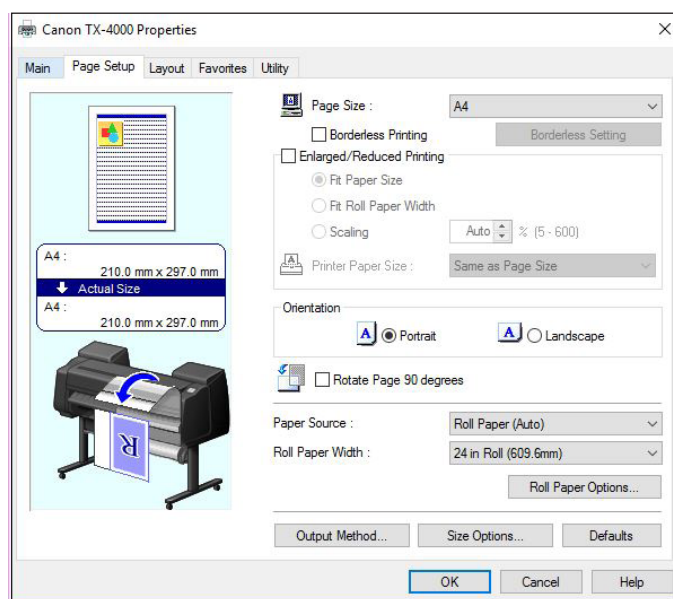 Canon TX-4000 Properties
Main Page Setup Layout Favorites Utility
Page Size : A4
Borderless Printing Borderless Setting
Enlarged/Reduced Printing
Fit Paper Size
Fit Roll Paper Width
Scaling Auto % (5 - 600)
Printer Paper Size : Same as Page Size
A4 :
210.0 mm x 297.0 mm
Actual Size
A4 :
210.0 mm x 297.0 mm
Orientation
A Portrait A Landscape
Rotate Page 90 degrees
R
Paper Source : Roll Paper (Auto)
Roll Paper Width : 24 in Roll (609.6mm)
Roll Paper Options...
Output Method... Size Options... Defaults
OK Cancel Help